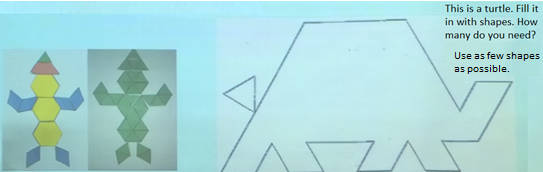 This is a turtle. Fill it
in with shapes. How
many do you need?
Use as few shapes
as possible.